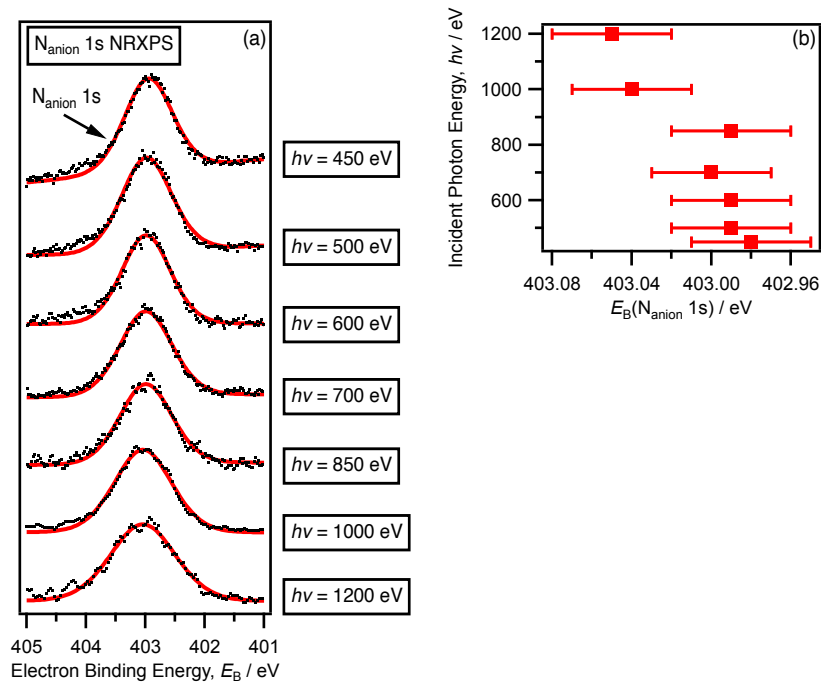 N_anion 1s NRXPS
(a)
N_anion 1s
hν = 450 eV
hν = 500 eV
hν = 600 eV
hν = 700 eV
hν = 850 eV
hν = 1000 eV
hν = 1200 eV
405 404 403 402 401
Electron Binding Energy, E_B / eV
(b)
Incident Photon Energy, hν / eV
1200
1000
800
600
403.08 403.04 403.00 402.96
E_B(N_anion 1s) / eV